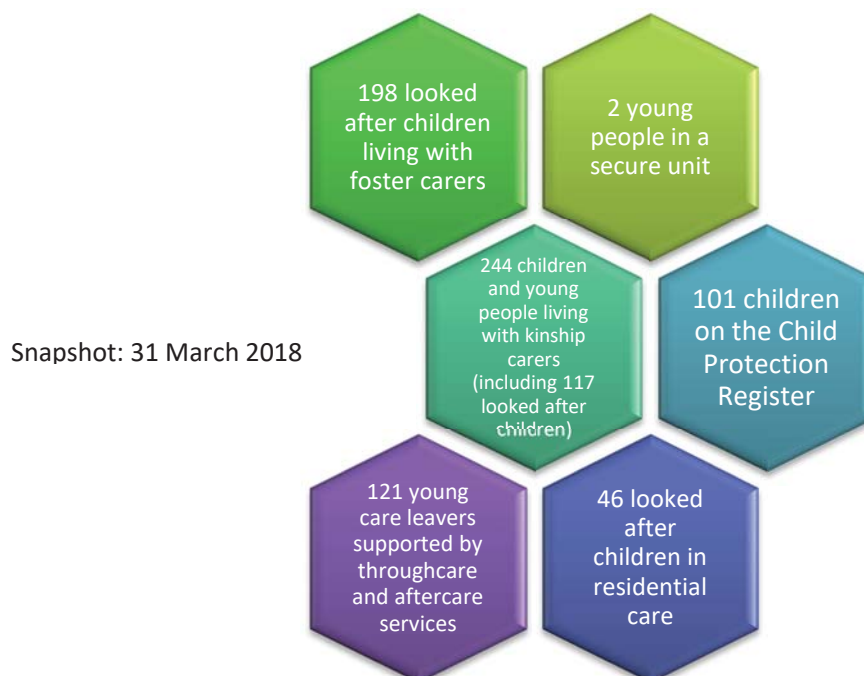 198 looked
after children
living with
foster carers
2 young
people in a
secure unit
244 children
and young
people living
with kinship
carers
(including 117
looked after
children)
101 children
on the Child
Protection
Register
Snapshot: 31 March 2018
121 young
care leavers
supported by
throughcare
and aftercare
services
46 looked
after
children in
residential
care